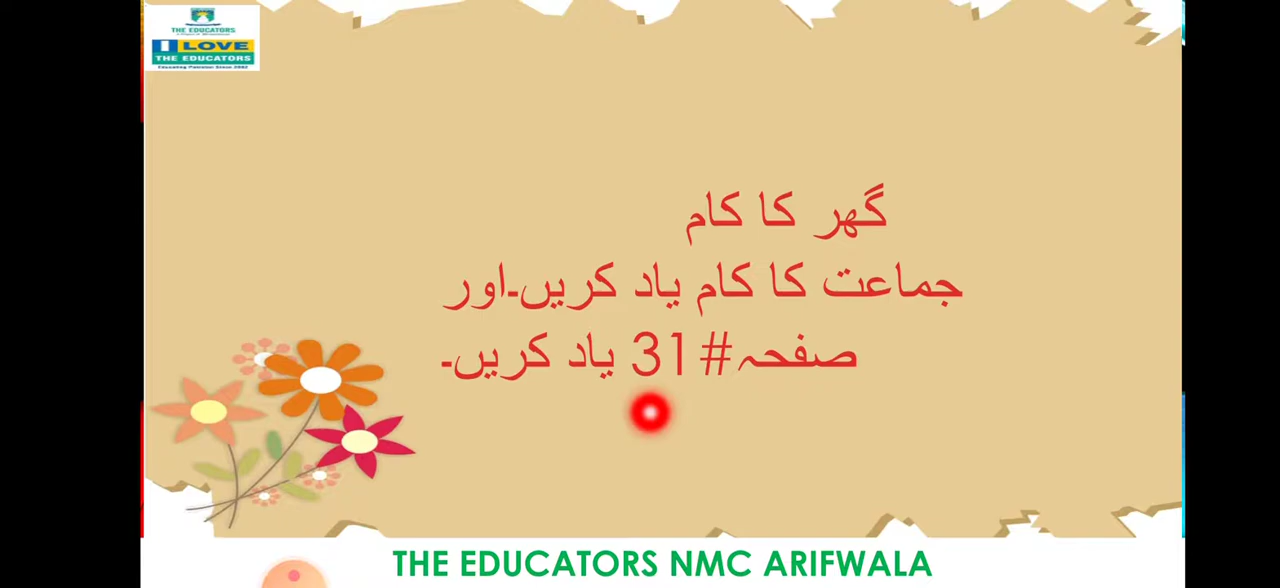 THE EDUCATORS
I LOVE
THE EDUCATORS
گھر کا کام
جماعت کا کام یاد کریں۔اور
صفحہ#31 یاد کریں۔
THE EDUCATORS NMC ARIFWALA